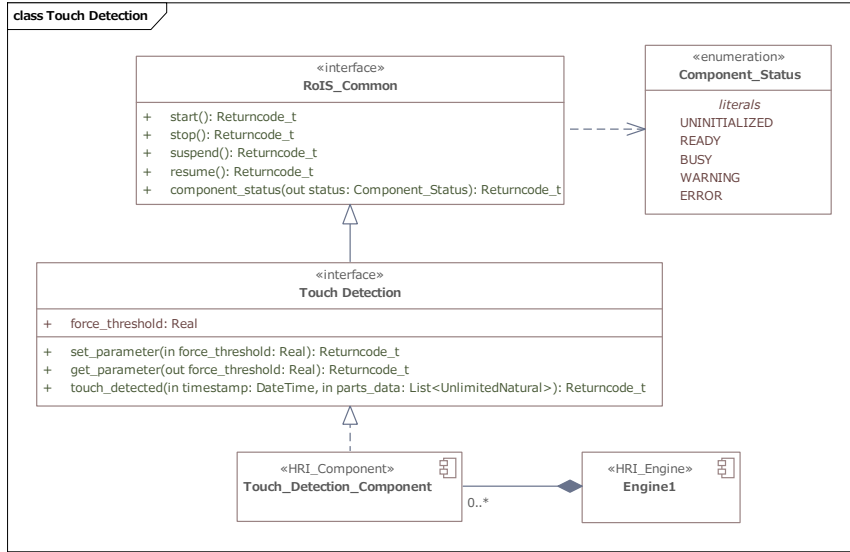 class Touch Detection
«interface»
RoIS_Common
+ start(): Returncode_t
+ stop(): Returncode_t
+ suspend(): Returncode_t
+ resume(): Returncode_t
+ component_status(out status: Component_Status): Returncode_t
«enumeration»
Component_Status
literals
UNINITIALIZED
READY
BUSY
WARNING
ERROR
«interface»
Touch Detection
+ force_threshold: Real
+ set_parameter(in force_threshold: Real): Returncode_t
+ get_parameter(out force_threshold: Real): Returncode_t
+ touch_detected(in timestamp: DateTime, in parts_data: List<UnlimitedNatural>): Returncode_t
«HRI_Component»
Touch_Detection_Component
0..*
«HRI_Engine»
Engine1